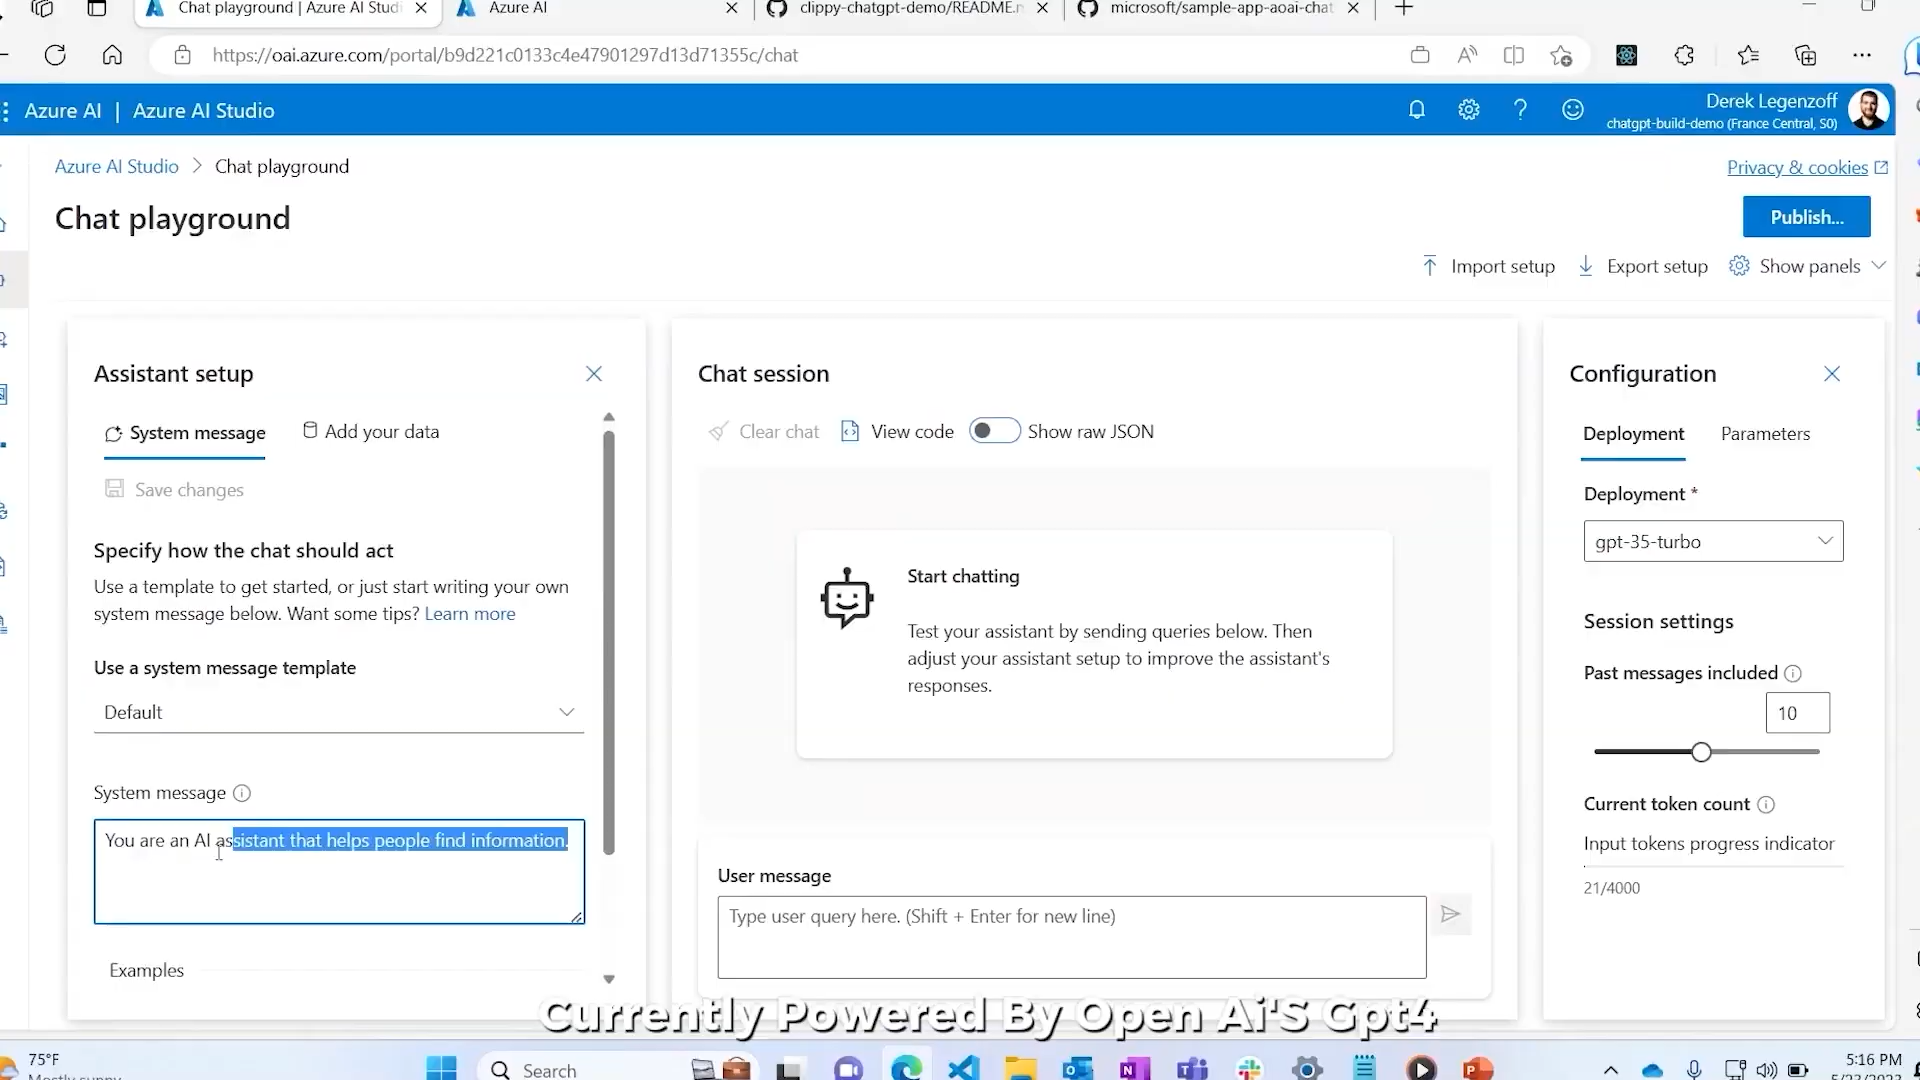 Chat playground | Azure AI Studi
Azure AI
clippy-chatgpt-demo/README.
microsoft/sample-app-aoai-chat
https://oai.azure.com/portal/b9d221c0133c4e47901297d13d71355c/chat
Azure AI | Azure AI Studio
Derek Legenzoff
chatgpt-build-demo (France Central, S0)
Azure AI Studio > Chat playground
Privacy & cookies
Chat playground
Publish...
Import setup
Export setup
Show panels
Assistant setup
System message
Add your data
Save changes
Specify how the chat should act
Use a template to get started, or just start writing your own
system message below. Want some tips? Learn more
Use a system message template
Default
System message
You are an AI assistant that helps people find information.
Examples
Chat session
Clear chat
View code
Show raw JSON
Start chatting
Test your assistant by sending queries below. Then
adjust your assistant setup to improve the assistant's
responses.
User message
Type user query here. (Shift + Enter for new line)
Configuration
Deployment
Parameters
Deployment *
gpt-35-turbo
Session settings
Past messages included
10
Current token count
Input tokens progress indicator
21/4000
Currently Powered By Open Ai'S Gpt4
75°F
Mostly sunny
Search
5:16 PM
5/23/2023